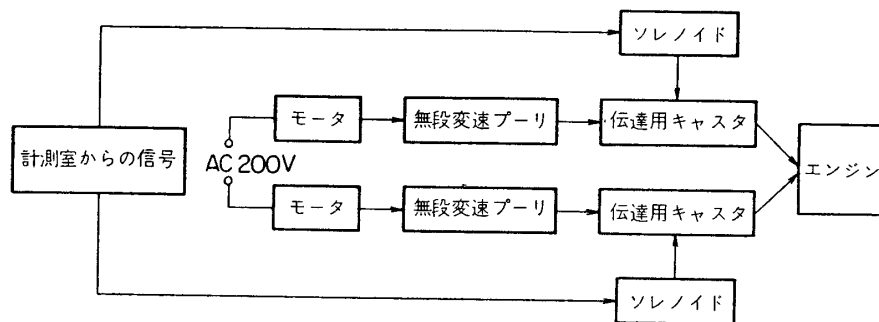 ソレノイド
モータ
無段変速プーリ
伝達用キャスタ
計測室からの信号
AC 200V
エンジン
モータ
無段変速プーリ
伝達用キャスタ
ソレノイド